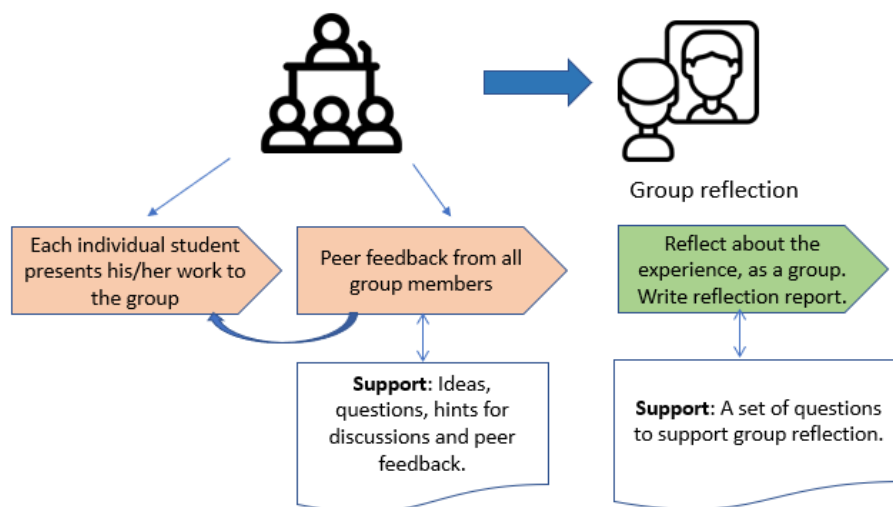 Group reflection
Each individual student
presents his/her work to
the group
Peer feedback from all
group members
Reflect about the
experience, as a group.
Write reflection report.
Support: Ideas,
questions, hints for
discussions and peer
feedback.
Support: A set of questions
to support group reflection.